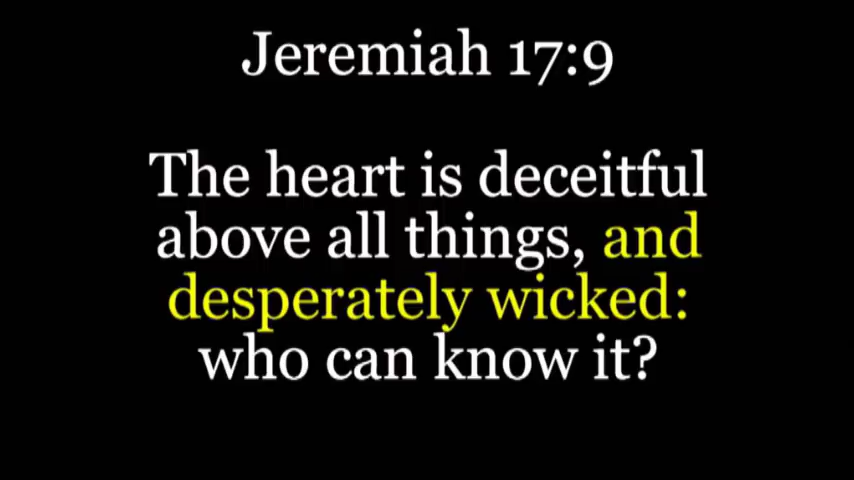 Jeremiah 17:9
The heart is deceitful
above all things, and
desperately wicked:
who can know it?